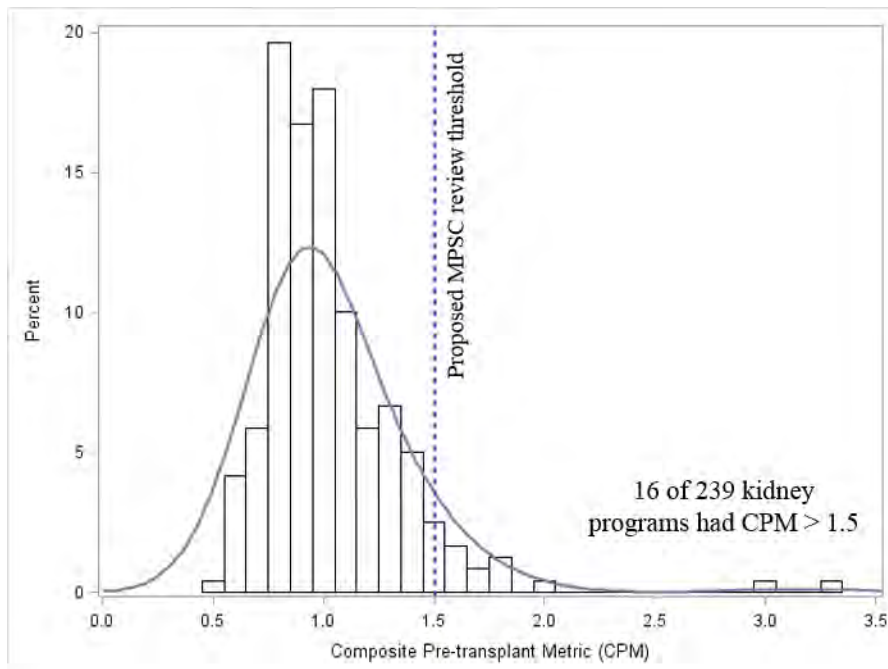 20
15
10
5
0
Percent
Proposed MPSC review threshold
16 of 239 kidney
programs had CPM > 1.5
0.0 0.5 1.0 1.5 2.0 2.5 3.0 3.5
Composite Pre-transplant Metric (CPM)